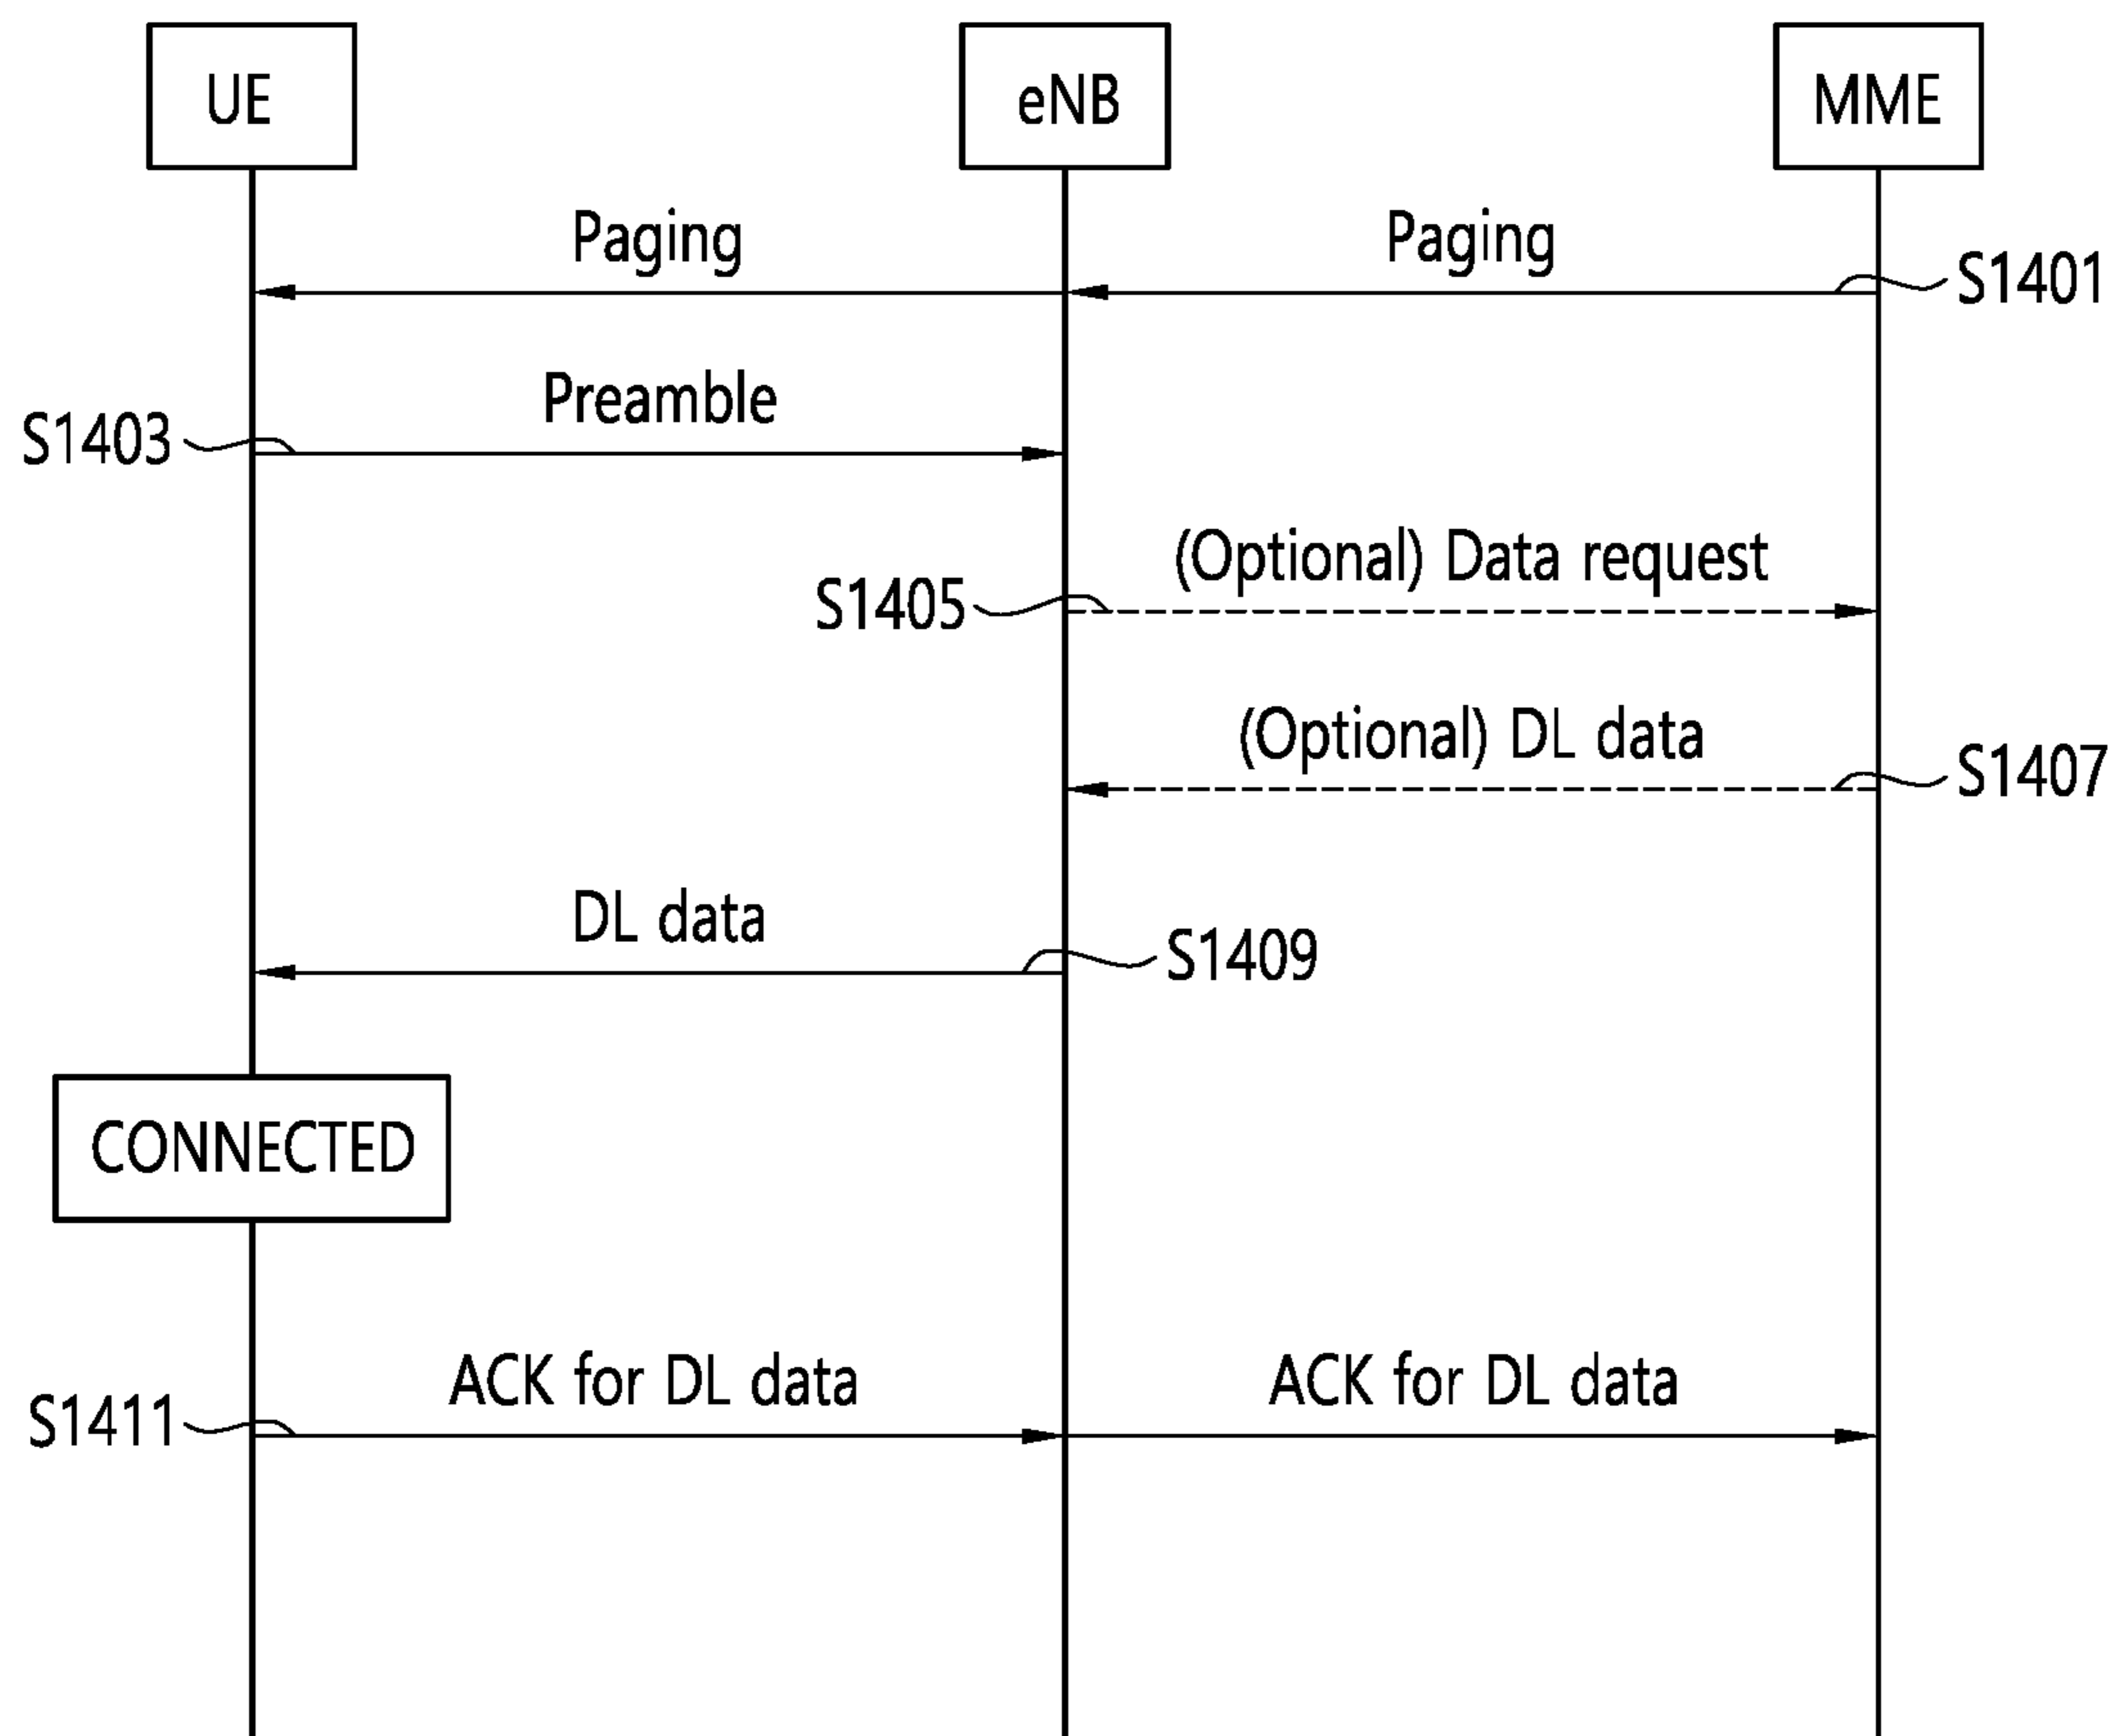 UE
eNB
MME
Paging
Paging
S1401
Preamble
S1403
(Optional) Data request
S1405
(Optional) DL data
S1407
DL data
S1409
CONNECTED
ACK for DL data
ACK for DL data
S1411